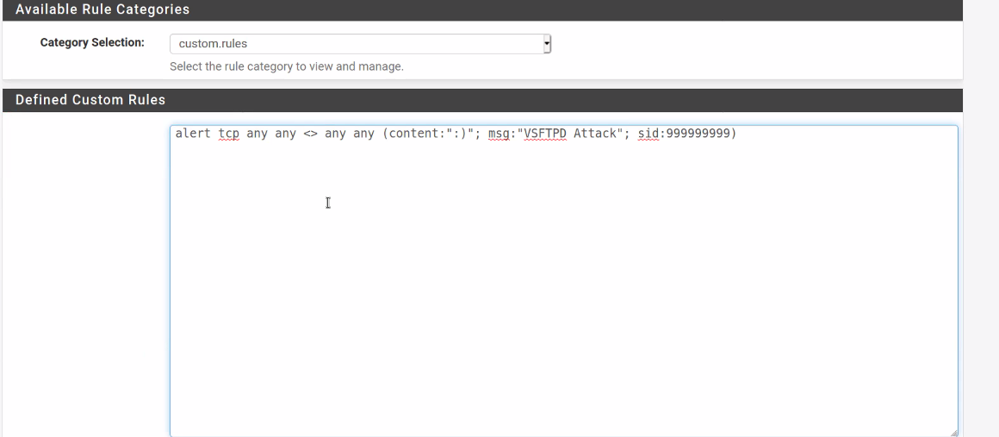 Available Rule Categories
Category Selection: custom.rules
Select the rule category to view and manage.
Defined Custom Rules
alert tcp any any <> any any (content:":)"; msg:"VSFTPD Attack"; sid:999999999)